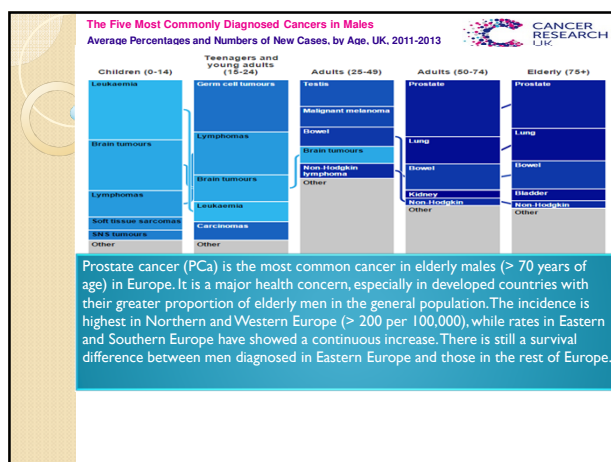 The Five Most Commonly Diagnosed Cancers in Males
Average Percentages and Numbers of New Cases, by Age, UK, 2011-2013
CANCER
RESEARCH
UK
Children (0-14)
Teenagers and
young adults
(15-24)
Adults (25-49)
Adults (50-74)
Elderly (75+)
Leukaemia
Brain tumours
Lymphomas
Soft tissue sarcomas
SNS tumours
Other
Germ cell tumours
Lymphomas
Brain tumours
Leukaemia
Carcinomas
Other
Testis
Malignant melanoma
Bowel
Brain tumours
Non-Hodgkin
lymphoma
Other
Prostate
Lung
Bowel
Kidney
Non-Hodgkin
Other
Prostate
Lung
Bowel
Bladder
Non-Hodgkin
Other
Prostate cancer (PCa) is the most common cancer in elderly males (> 70 years of
age) in Europe. It is a major health concern, especially in developed countries with
their greater proportion of elderly men in the general population. The incidence is
highest in Northern and Western Europe (> 200 per 100,000), while rates in Eastern
and Southern Europe have showed a continuous increase. There is still a survival
difference between men diagnosed in Eastern Europe and those in the rest of Europe.